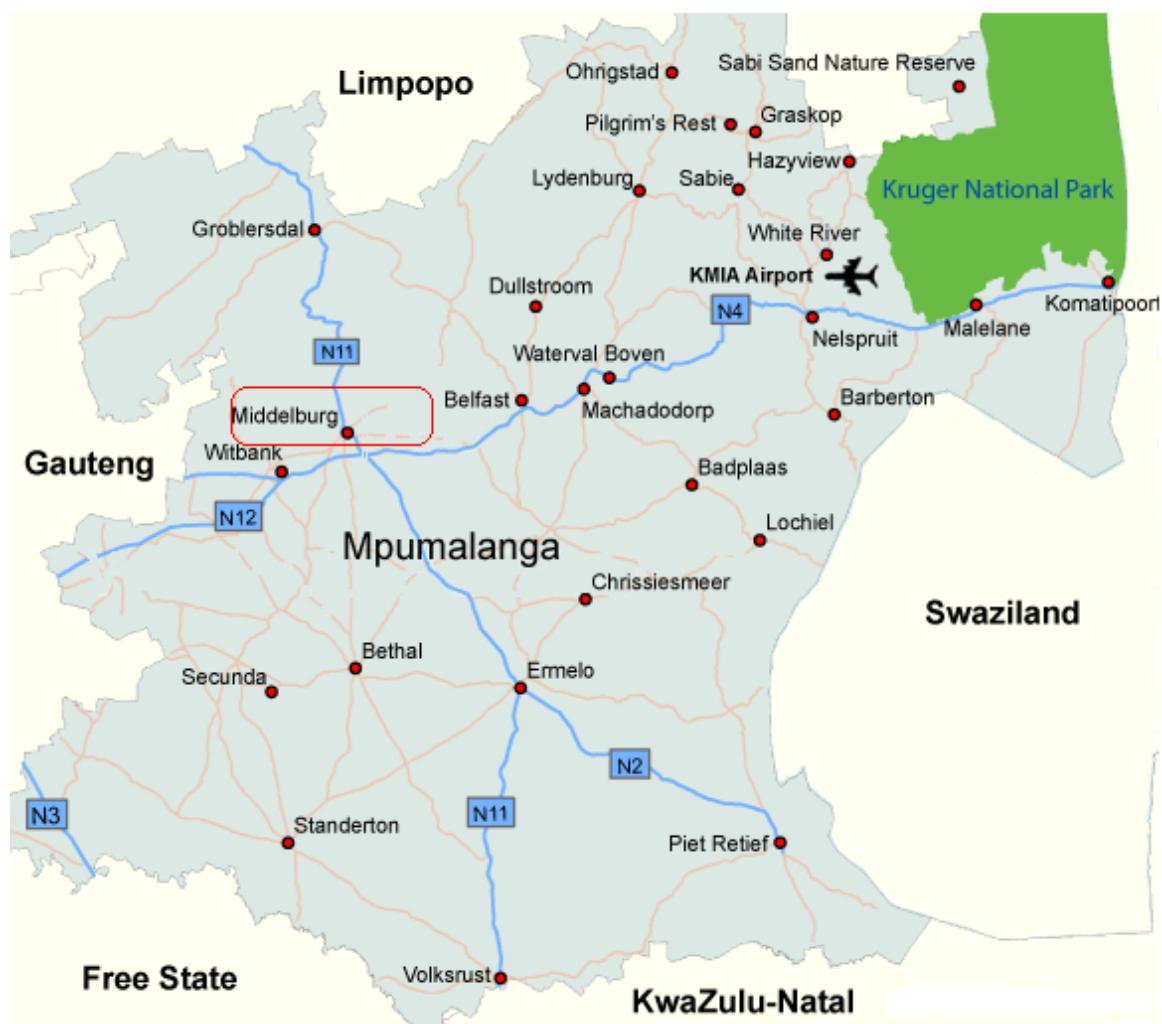 Limpopo
Ohrigstad
Sabi Sand Nature Reserve
Pilgrim's Rest
Graskop
Hazyview
Lydenburg
Sabie
Kruger National Park
Groblersdal
White River
KMIA Airport
Dullstroom
Komatipoort
N4
Nelspruit
Malelane
N11
Waterval Boven
Belfast
Machadodorp
Barberton
Middelburg
Gauteng
Witbank
Badplaas
N12
Lochiel
Mpumalanga
Chrissiesmeer
Swaziland
Bethal
Ermelo
Secunda
N2
N3
N11
Standerton
Piet Retief
Free State
Volksrust
KwaZulu-Natal